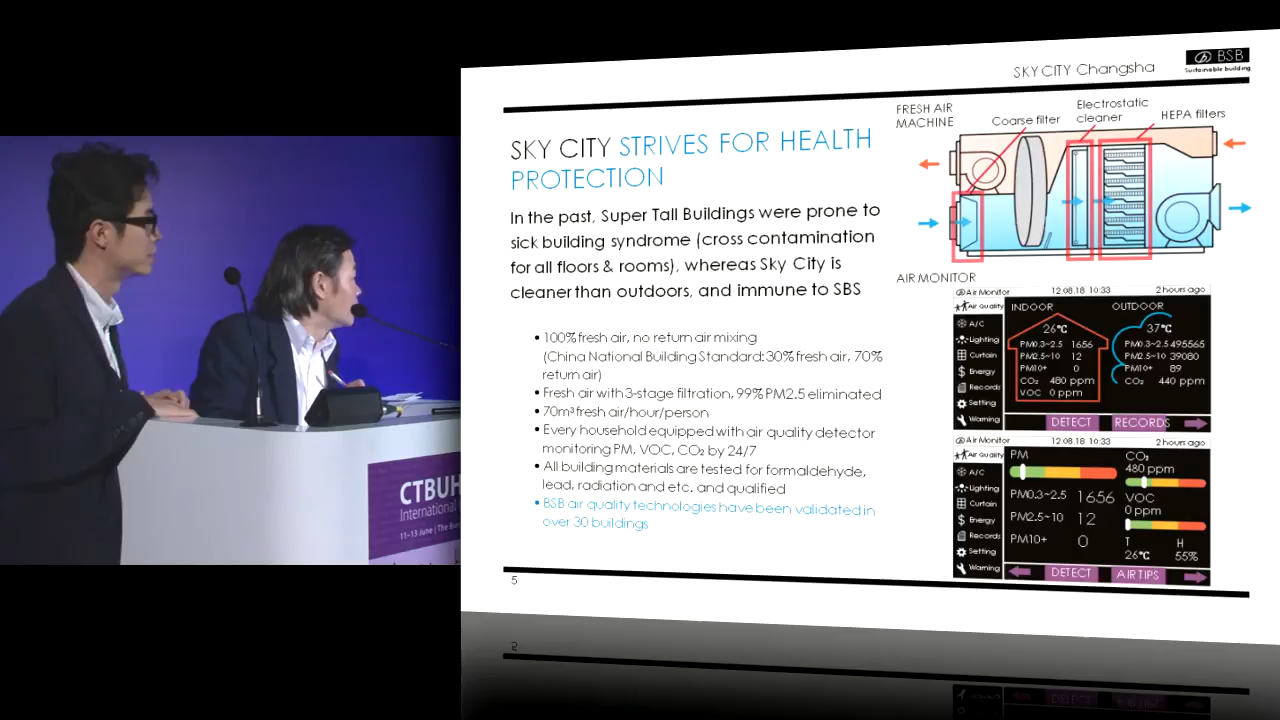 SKY CITY Changsha
BSB
Sustainable building
SKY CITY STRIVES FOR HEALTH
PROTECTION
In the past, Super Tall Buildings were prone to
sick building syndrome (cross contamination
for all floors & rooms), whereas Sky City is
cleaner than outdoors, and immune to SBS
• 100% fresh air, no return air mixing
(China National Building Standard: 30% fresh air, 70%
return air)
• Fresh air with 3-stage filtration, 99% PM2.5 eliminated
• 70m³ fresh air/hour/person
• Every household equipped with air quality detector
monitoring PM, VOC, CO₂ by 24/7
• All building materials are tested for formaldehyde,
lead, radiation and etc. and qualified
• BSB air quality technologies have been validated in
over 30 buildings
5
FRESH AIR
MACHINE
Coarse filter
Electrostatic
cleaner
HEPA filters
AIR MONITOR
Air Monitor 12.08.18 10:33 2 hours ago
Air Quality
A/C
Lighting
Curtain
Energy
Records
Setting
Warning
INDOOR
26℃
PM0.3~2.5 1656
PM2.5~10 12
PM10+ 0
CO₂ 480 ppm
VOC 0 ppm
OUTDOOR
37℃
PM0.3~2.5 495565
PM2.5~10 39080
PM10+ 89
CO₂ 440 ppm
DETECT RECORDS
Air Monitor 12.08.18 10:33 2 hours ago
Air Quality
A/C
Lighting
Curtain
Energy
Records
Setting
Warning
PM
PM0.3~2.5 1656
PM2.5~10 12
PM10+ 0
CO₂
480 ppm
VOC
0 ppm
T H
26℃ 55%
DETECT AIR TIPS
CTBUH
International
11-13 June | The